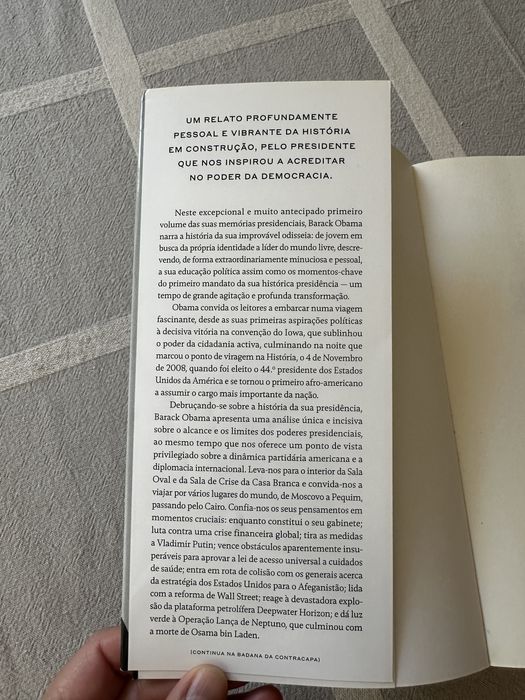 UM RELATO PROFUNDAMENTE
PESSOAL E VIBRANTE DA HISTÓRIA
EM CONSTRUÇÃO, PELO PRESIDENTE
QUE NOS INSPIROU A ACREDITAR
NO PODER DA DEMOCRACIA.
Neste excepcional e muito antecipado primeiro
volume das suas memórias presidenciais, Barack Obama
narra a história da sua improvável odisseia: de jovem em
busca da própria identidade a líder do mundo livre, descre-
vendo, de forma extraordinariamente minuciosa e pessoal,
a sua educação política assim como os momentos-chave
do primeiro mandato da sua histórica presidência — um
tempo de grande agitação e profunda transformação.
Obama convida os leitores a embarcar numa viagem
fascinante, desde as suas primeiras aspirações políticas
à decisiva vitória na convenção do Iowa, que sublinhou
o poder da cidadania activa, culminando na noite que
marcou o ponto de viragem na História, o 4 de Novembro
de 2008, quando foi eleito o 44.º presidente dos Estados
Unidos da América e se tornou o primeiro afro-americano
a assumir o cargo mais importante da nação.
Debruçando-se sobre a história da sua presidência,
Barack Obama apresenta uma análise única e incisiva
sobre o alcance e os limites dos poderes presidenciais,
ao mesmo tempo que nos oferece um ponto de vista
privilegiado sobre a dinâmica partidária americana e a
diplomacia internacional. Leva-nos para o interior da Sala
Oval e da Sala de Crise da Casa Branca e convida-nos a
viajar por vários lugares do mundo, de Moscovo a Pequim,
passando pelo Cairo. Confia-nos os seus pensamentos em
momentos cruciais: enquanto constitui o seu gabinete;
luta contra uma crise financeira global; tira as medidas
a Vladimir Putin; vence obstáculos aparentemente insu-
peráveis para aprovar a lei de acesso universal a cuidados
de saúde; entra em rota de colisão com os generais acerca
da estratégia dos Estados Unidos para o Afeganistão; lida
com a reforma de Wall Street; reage à devastadora explo-
são da plataforma petrolífera Deepwater Horizon; e dá luz
verde à Operação Lança de Neptuno, que culminou com
a morte de Osama bin Laden.
(CONTINUA NA BADANA DA CONTRACAPA)